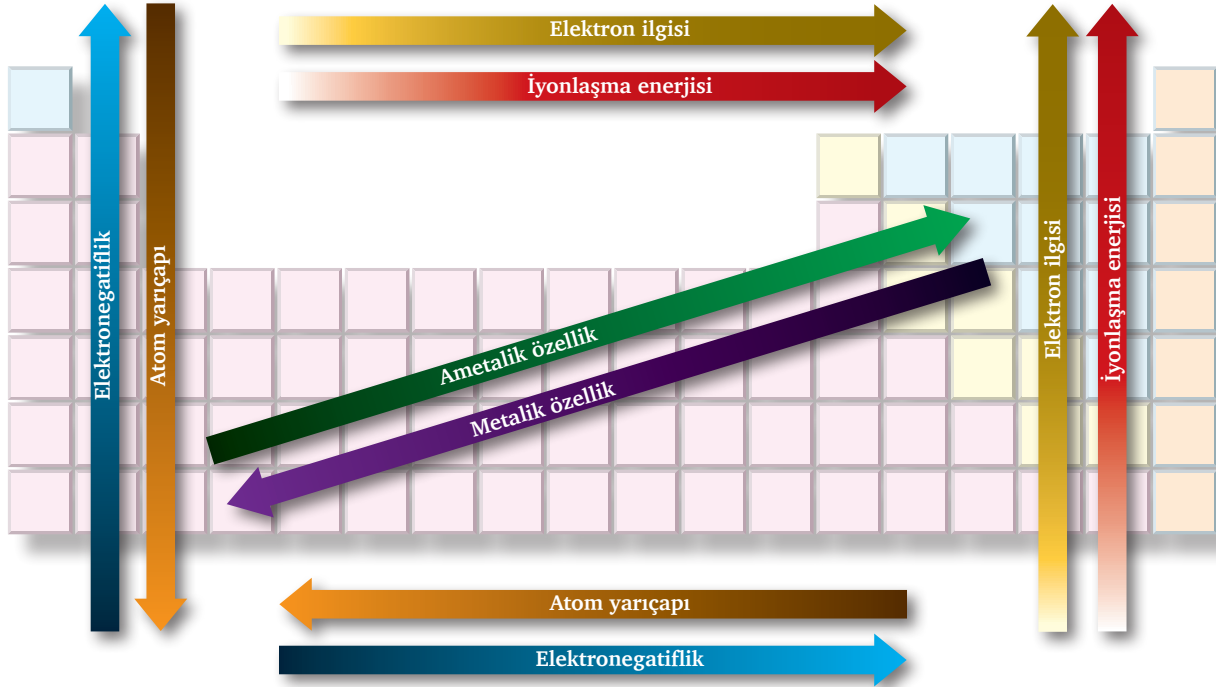 Elektron ilgisi
İyonlaşma enerjisi
Elektronegatiflik
Atom yarıçapı
Ametalik özellik
Metalik özellik
Elektron ilgisi
İyonlaşma enerjisi
Atom yarıçapı
Elektronegatiflik